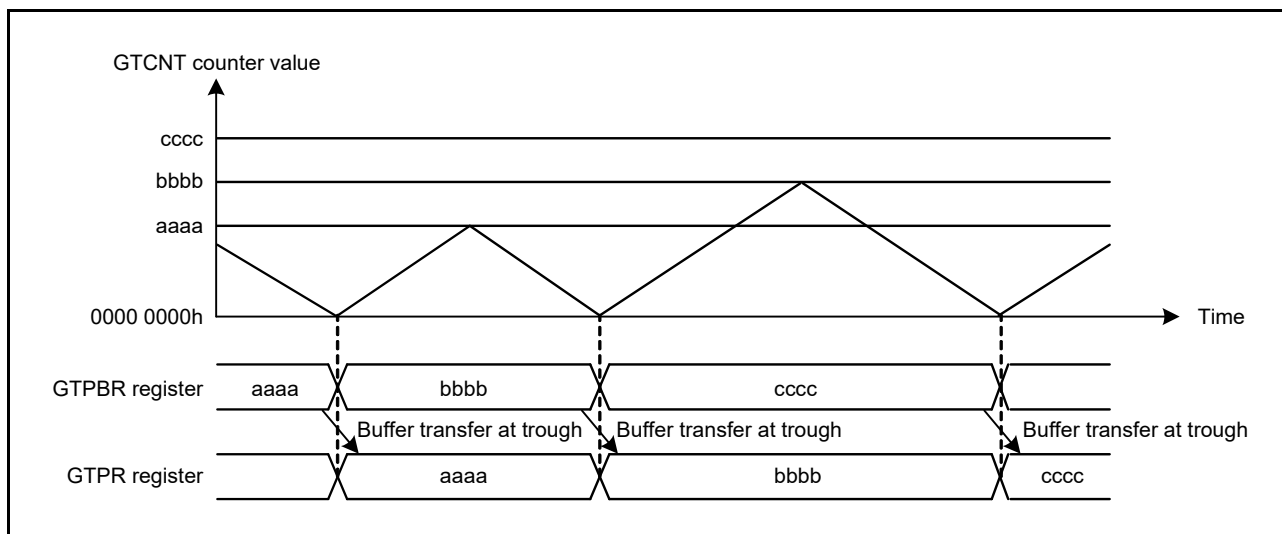 GTCNT counter value
cccc
bbbb
aaaa
0000 0000h
Time
GTPBR register
aaaa
bbbb
cccc
Buffer transfer at trough
Buffer transfer at trough
Buffer transfer at trough
GTPR register
aaaa
bbbb
cccc